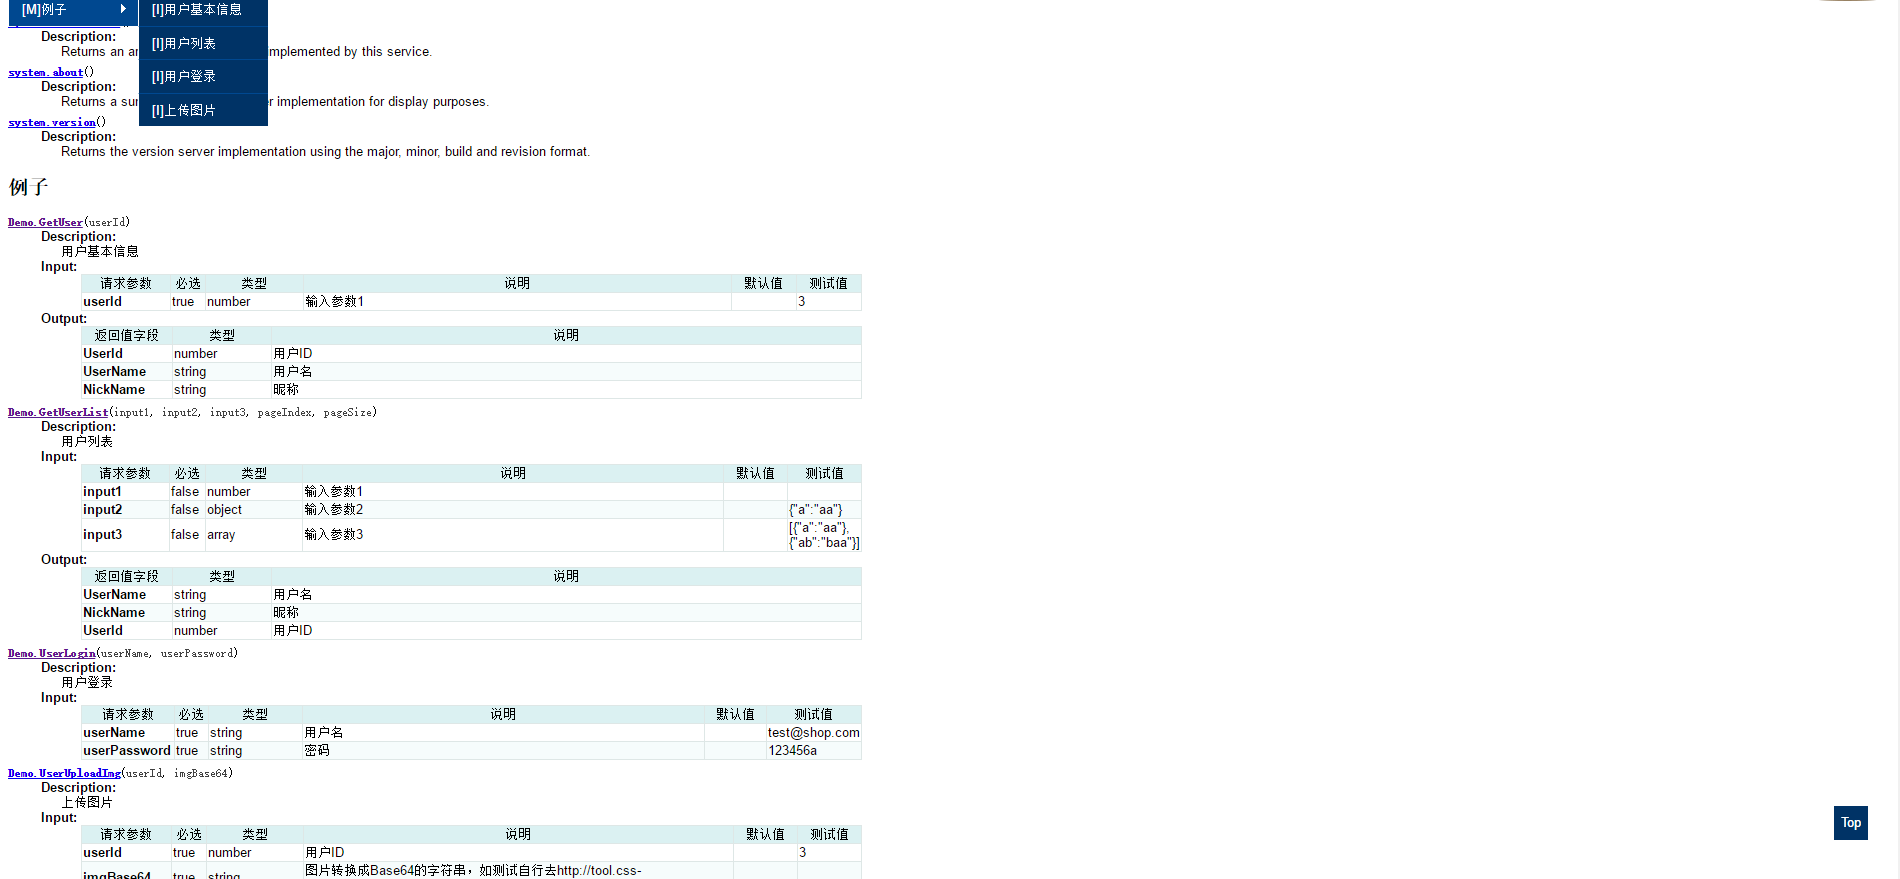 [M]例子
[I]用户基本信息
[I]用户列表
[I]用户登录
[I]上传图片
Description:
Returns an ar mplemented by this service.
system.about()
Description:
Returns a sur r implementation for display purposes.
system.version()
Description:
Returns the version server implementation using the major, minor, build and revision format.
例子
Demo.GetUser(userId)
Description:
用户基本信息
Input:
请求参数 必选 类型 说明 默认值 测试值
userId true number 输入参数1 3
Output:
返回值字段 类型 说明
UserId number 用户ID
UserName string 用户名
NickName string 昵称
Demo.GetUserList(input1, input2, input3, pageIndex, pageSize)
Description:
用户列表
Input:
请求参数 必选 类型 说明 默认值 测试值
input1 false number 输入参数1
input2 false object 输入参数2 {"a":"aa"}
input3 false array 输入参数3 [{"a":"aa"},
{"ab":"baa"}]
Output:
返回值字段 类型 说明
UserName string 用户名
NickName string 昵称
UserId number 用户ID
Demo.UserLogin(userName, userPassword)
Description:
用户登录
Input:
请求参数 必选 类型 说明 默认值 测试值
userName true string 用户名 test@shop.com
userPassword true string 密码 123456a
Demo.UserUploadImg(userId, imgBase64)
Description:
上传图片
Input:
请求参数 必选 类型 说明 默认值 测试值
userId true number 用户ID 3
图片转换成Base64的字符串，如测试自行去http://tool.css-
imgBase64 true string
Top